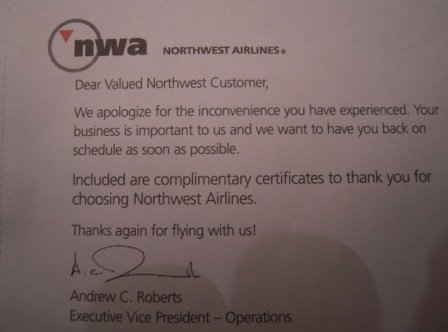 nwa NORTHWEST AIRLINES®
Dear Valued Northwest Customer,
We apologize for the inconvenience you have experienced. Your
business is important to us and we want to have you back on
schedule as soon as possible.
Included are complimentary certificates to thank you for
choosing Northwest Airlines.
Thanks again for flying with us!
Andrew C. Roberts
Executive Vice President – Operations